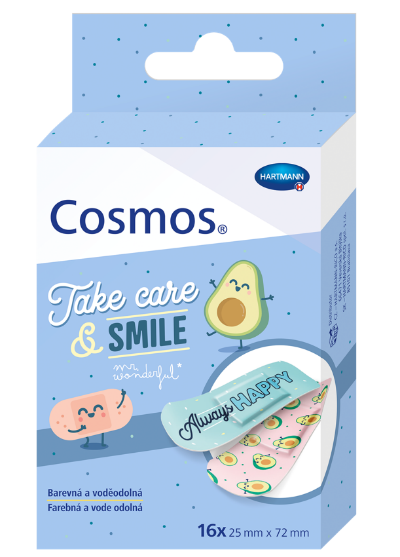 HARTMANN
Cosmos®
Take care
& SMILE
mr.
wonderful*
Always HAPPY
Barevná a voděodolná
Farebná a vode odolná
16x 25 mm x 72 mm